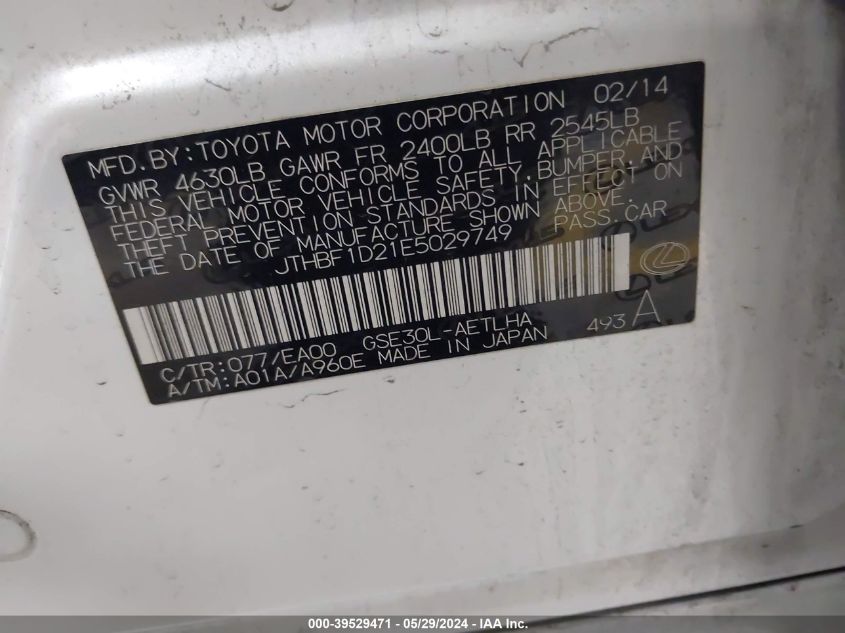 MFD.BY:TOYOTA MOTOR CORPORATION 02/14
GVWR 4630LB GAWR FR 2400LB RR 2545LB
THIS VEHICLE CONFORMS TO ALL APPLICABLE
FEDERAL MOTOR VEHICLE SAFETY,BUMPER,AND
THEFT PREVENTION STANDARDS IN EFFECT ON
THE DATE OF MANUFACTURE SHOWN ABOVE.
JTHBF1D21E5029749 PASS.CAR
C/TR:077/EA00 GSE30L-AETLHA 493 A
A/TM:A01A/A960E MADE IN JAPAN
000-39529471 - 05/29/2024 - IAA Inc.